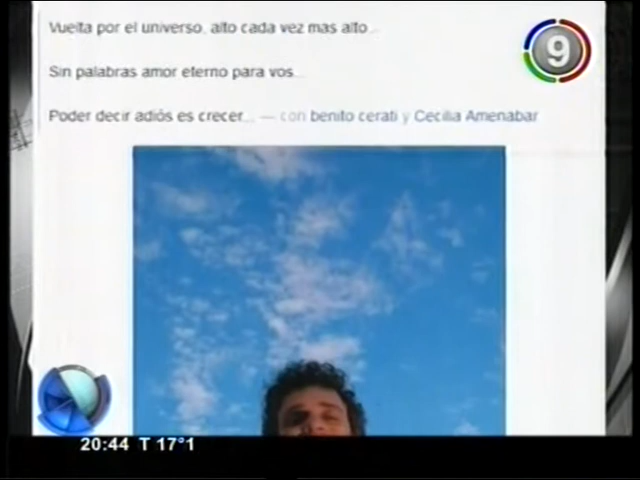 Vuelta por el universo, alto cada vez mas alto...
9
Sin palabras amor eterno para vos...
Poder decir adiós es crecer... — con benito cerati y Cecilia Amenabar
20:44 T 17°1